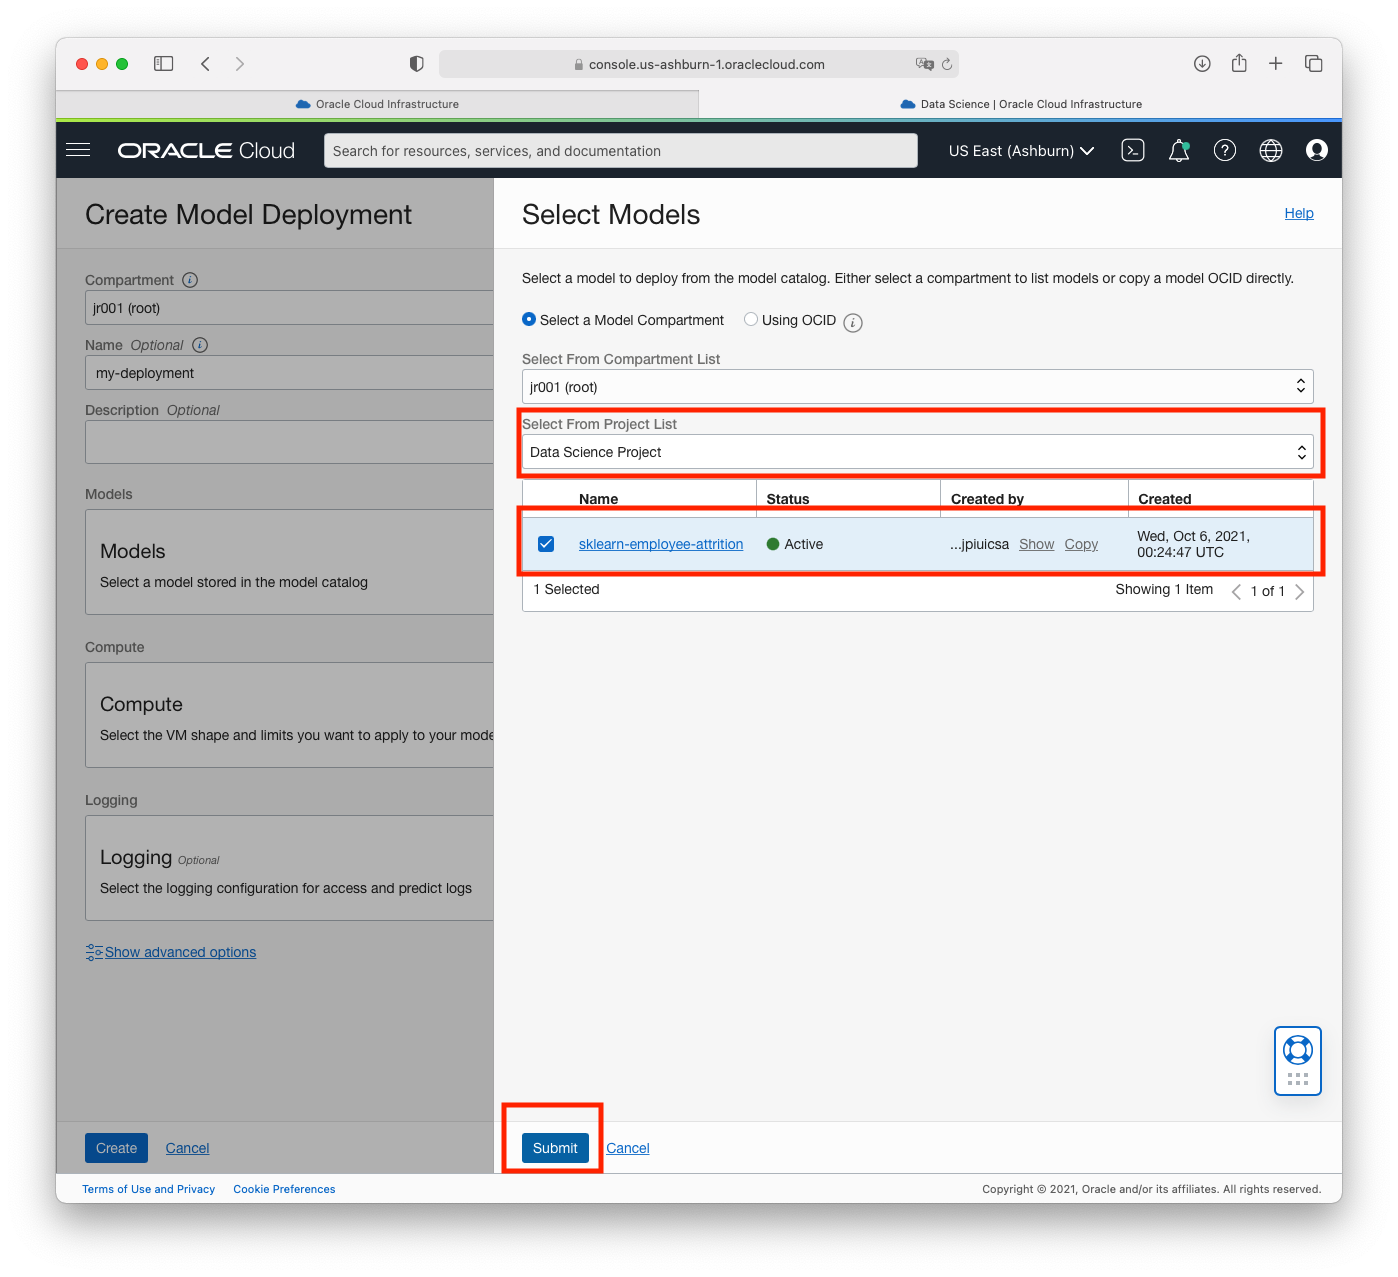 console.us-ashburn-1.oraclecloud.com
Oracle Cloud Infrastructure
Data Science | Oracle Cloud Infrastructure
ORACLE Cloud
Search for resources, services, and documentation
US East (Ashburn)
Create Model Deployment
Compartment
jr001 (root)
Name Optional
my-deployment
Description Optional
Models
Models
Select a model stored in the model catalog
Compute
Compute
Select the VM shape and limits you want to apply to your mode
Logging
Logging Optional
Select the logging configuration for access and predict logs
Show advanced options
Create Cancel
Select Models
Help
Select a model to deploy from the model catalog. Either select a compartment to list models or copy a model OCID directly.
Select a Model Compartment Using OCID
Select From Compartment List
jr001 (root)
Select From Project List
Data Science Project
Name Status Created by Created
sklearn-employee-attrition Active ...jpiuicsa Show Copy Wed, Oct 6, 2021,
00:24:47 UTC
1 Selected Showing 1 Item 1 of 1
Submit Cancel
Terms of Use and Privacy Cookie Preferences
Copyright © 2021, Oracle and/or its affiliates. All rights reserved.